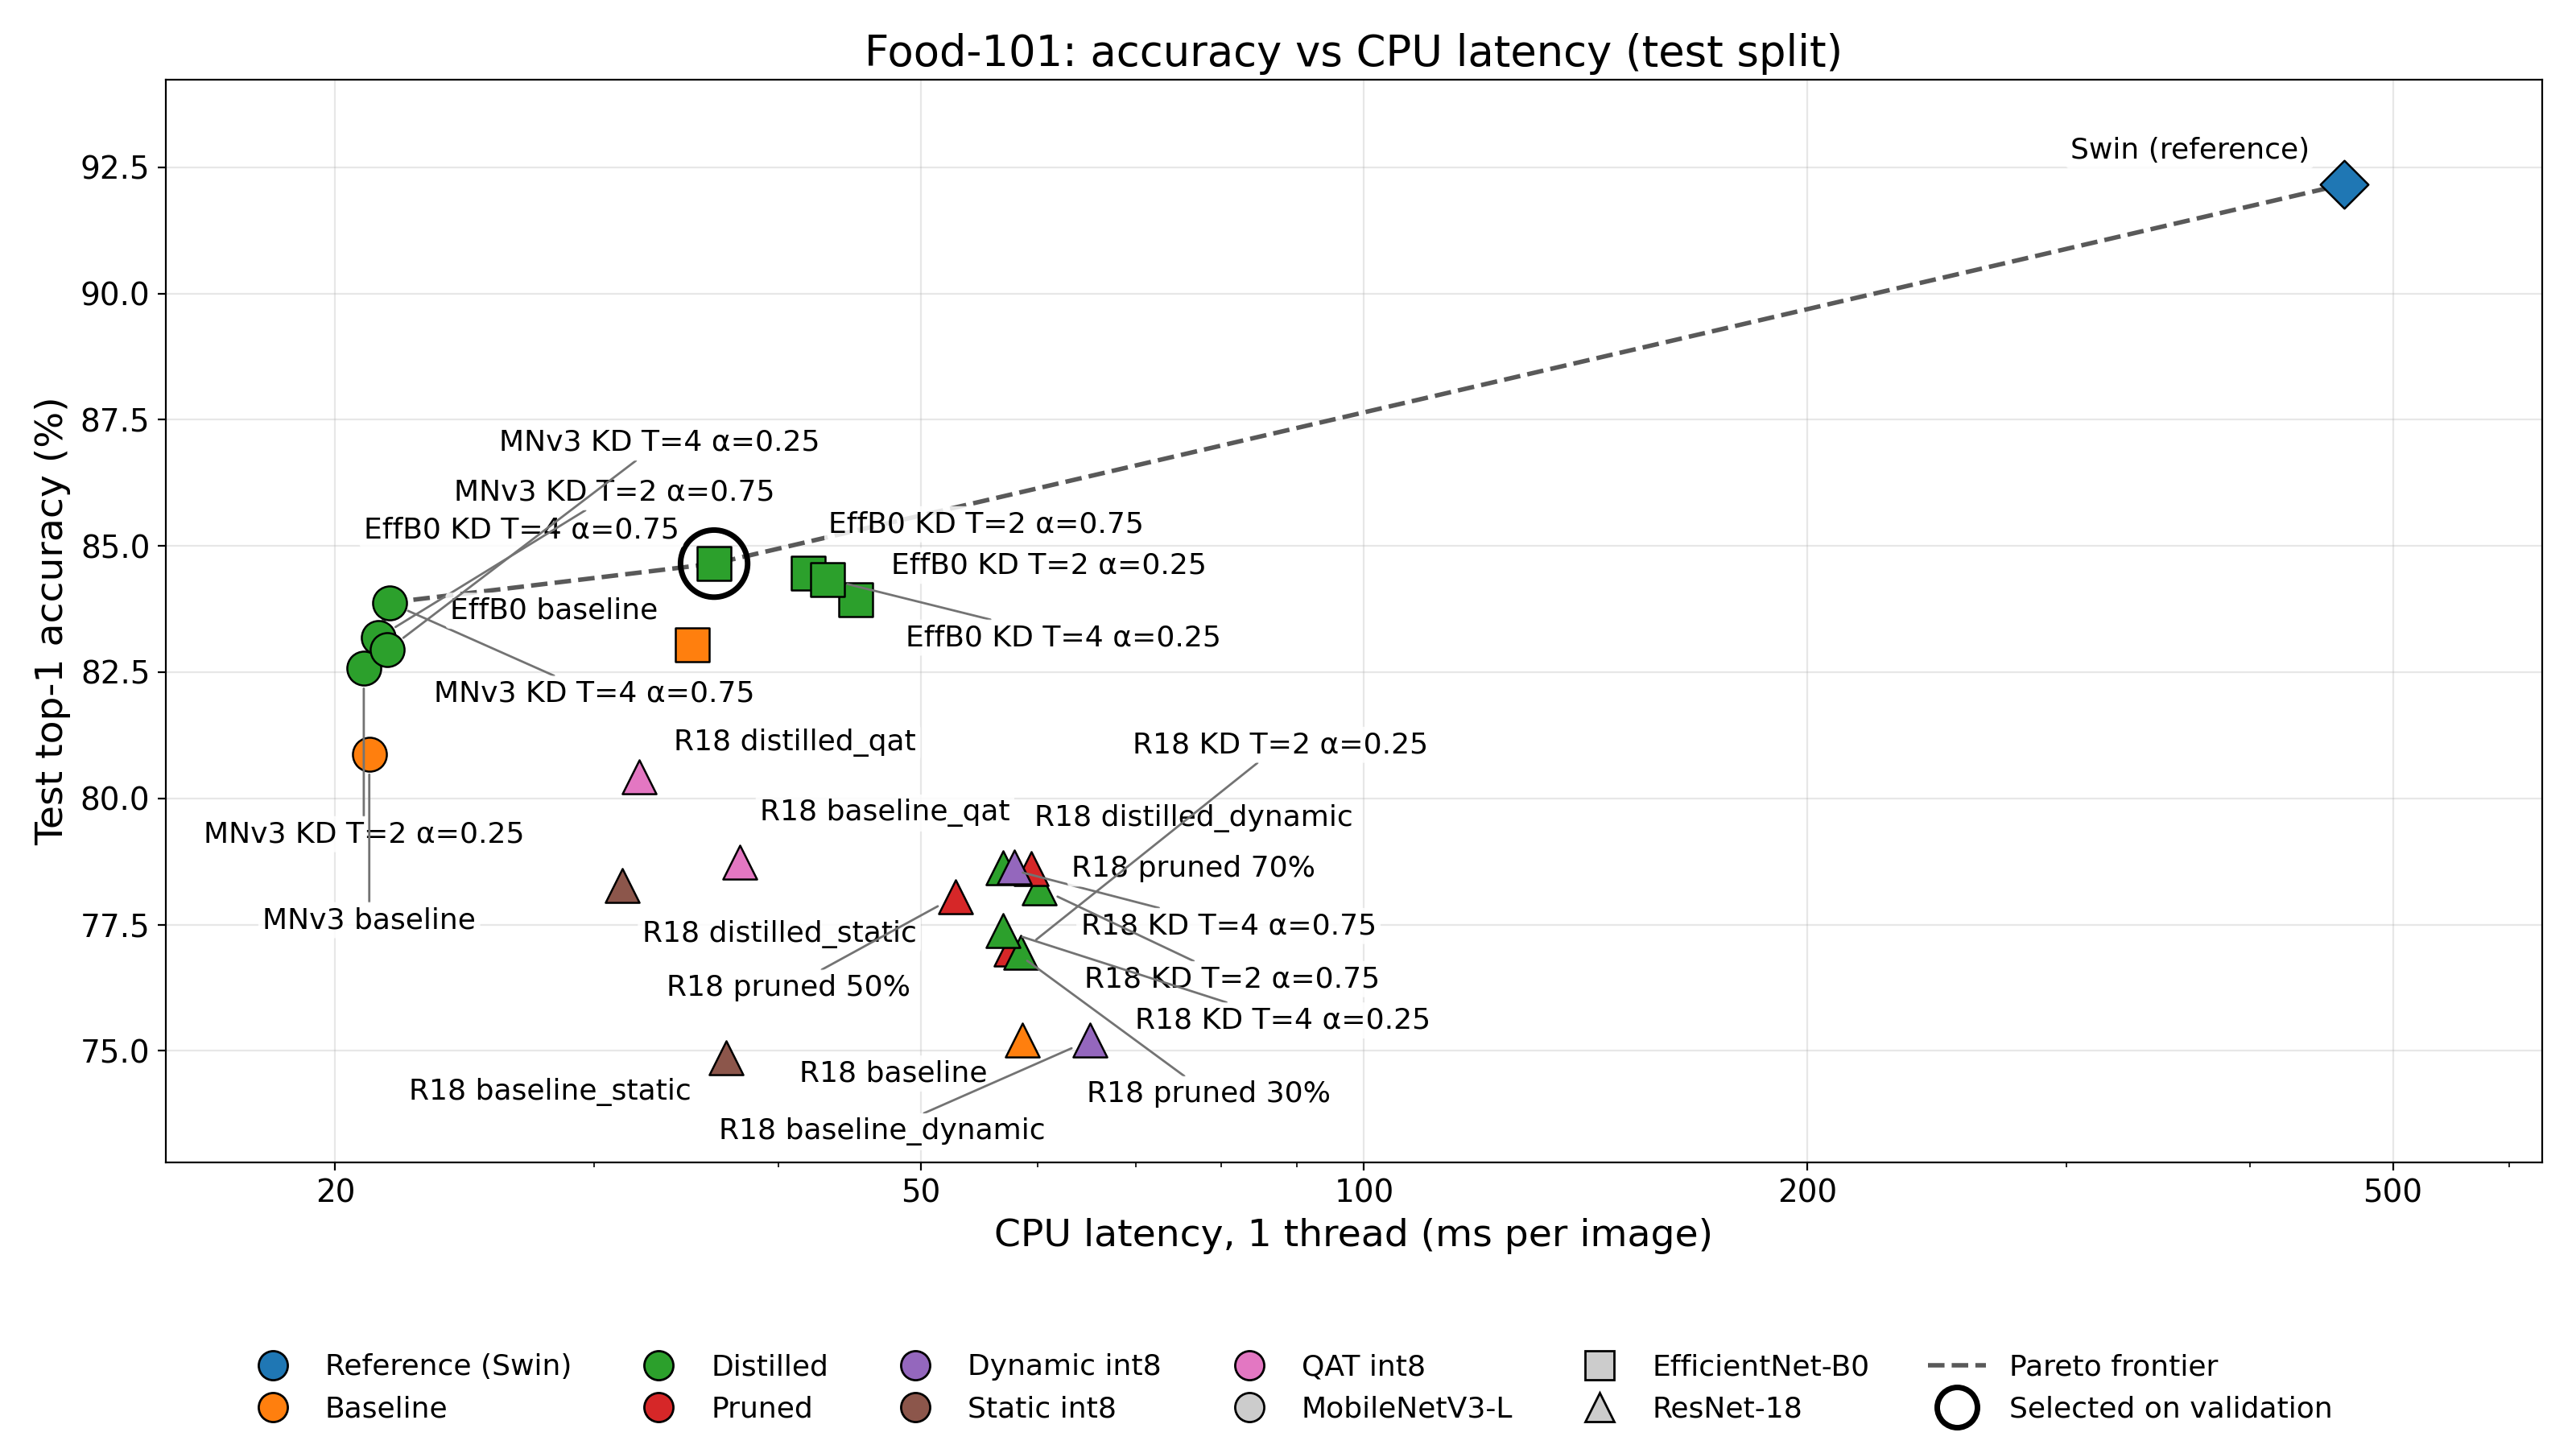 Food-101: accuracy vs CPU latency (test split)
Test top-1 accuracy (%)
92.5
90.0
87.5
85.0
82.5
80.0
77.5
75.0
Swin (reference)
MNv3 KD T=4 α=0.25
MNv3 KD T=2 α=0.75
EffB0 KD T=4 α=0.75
EffB0 KD T=2 α=0.75
EffB0 KD T=2 α=0.25
EffB0 baseline
EffB0 KD T=4 α=0.25
MNv3 KD T=4 α=0.75
R18 distilled_qat
R18 KD T=2 α=0.25
R18 baseline_qat
R18 distilled_dynamic
MNv3 KD T=2 α=0.25
R18 pruned 70%
MNv3 baseline
R18 KD T=4 α=0.75
R18 distilled_static
R18 pruned 50%
R18 KD T=2 α=0.75
R18 KD T=4 α=0.25
R18 baseline
R18 baseline_static
R18 pruned 30%
R18 baseline_dynamic
20
50
100
200
500
CPU latency, 1 thread (ms per image)
Reference (Swin)
Baseline
Distilled
Pruned
Dynamic int8
Static int8
QAT int8
MobileNetV3-L
EfficientNet-B0
ResNet-18
Pareto frontier
Selected on validation